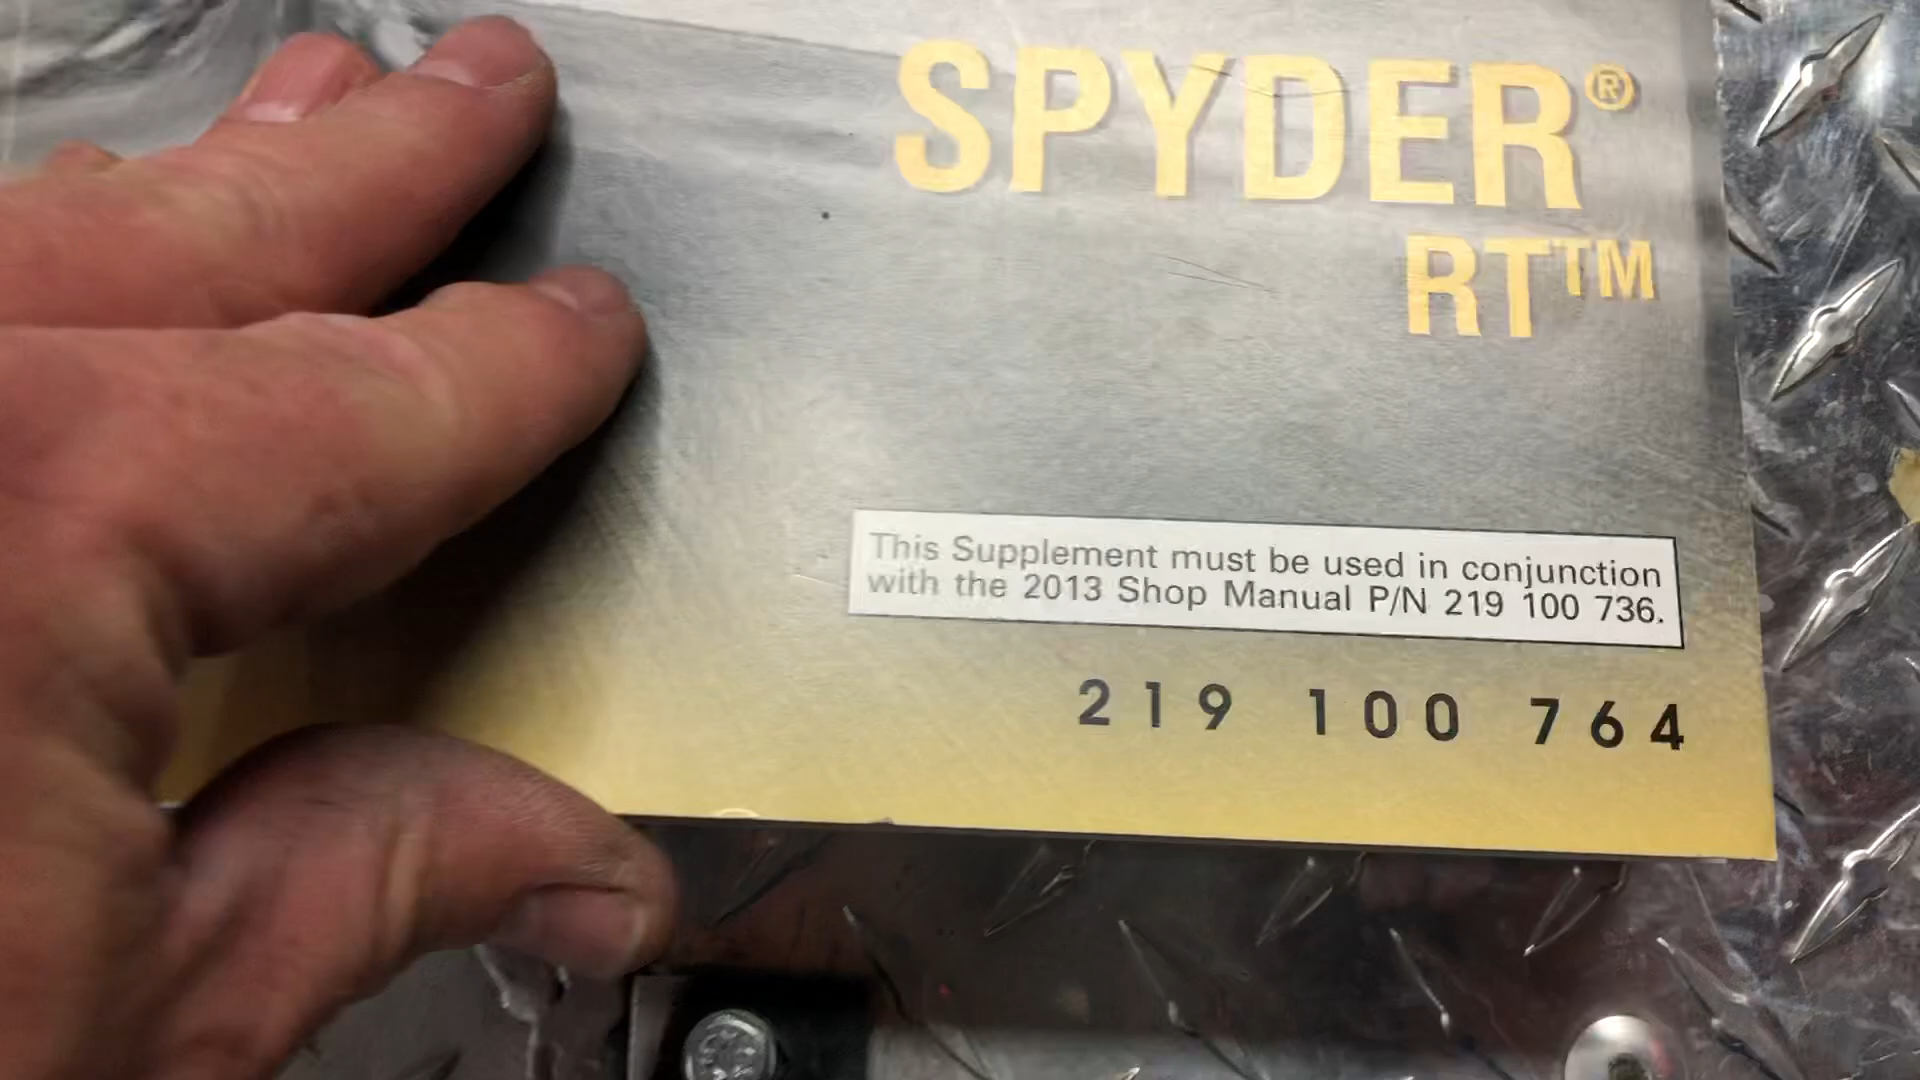 SPYDER®
RT™
This Supplement must be used in conjunction
with the 2013 Shop Manual P/N 219 100 736.
219 100 764